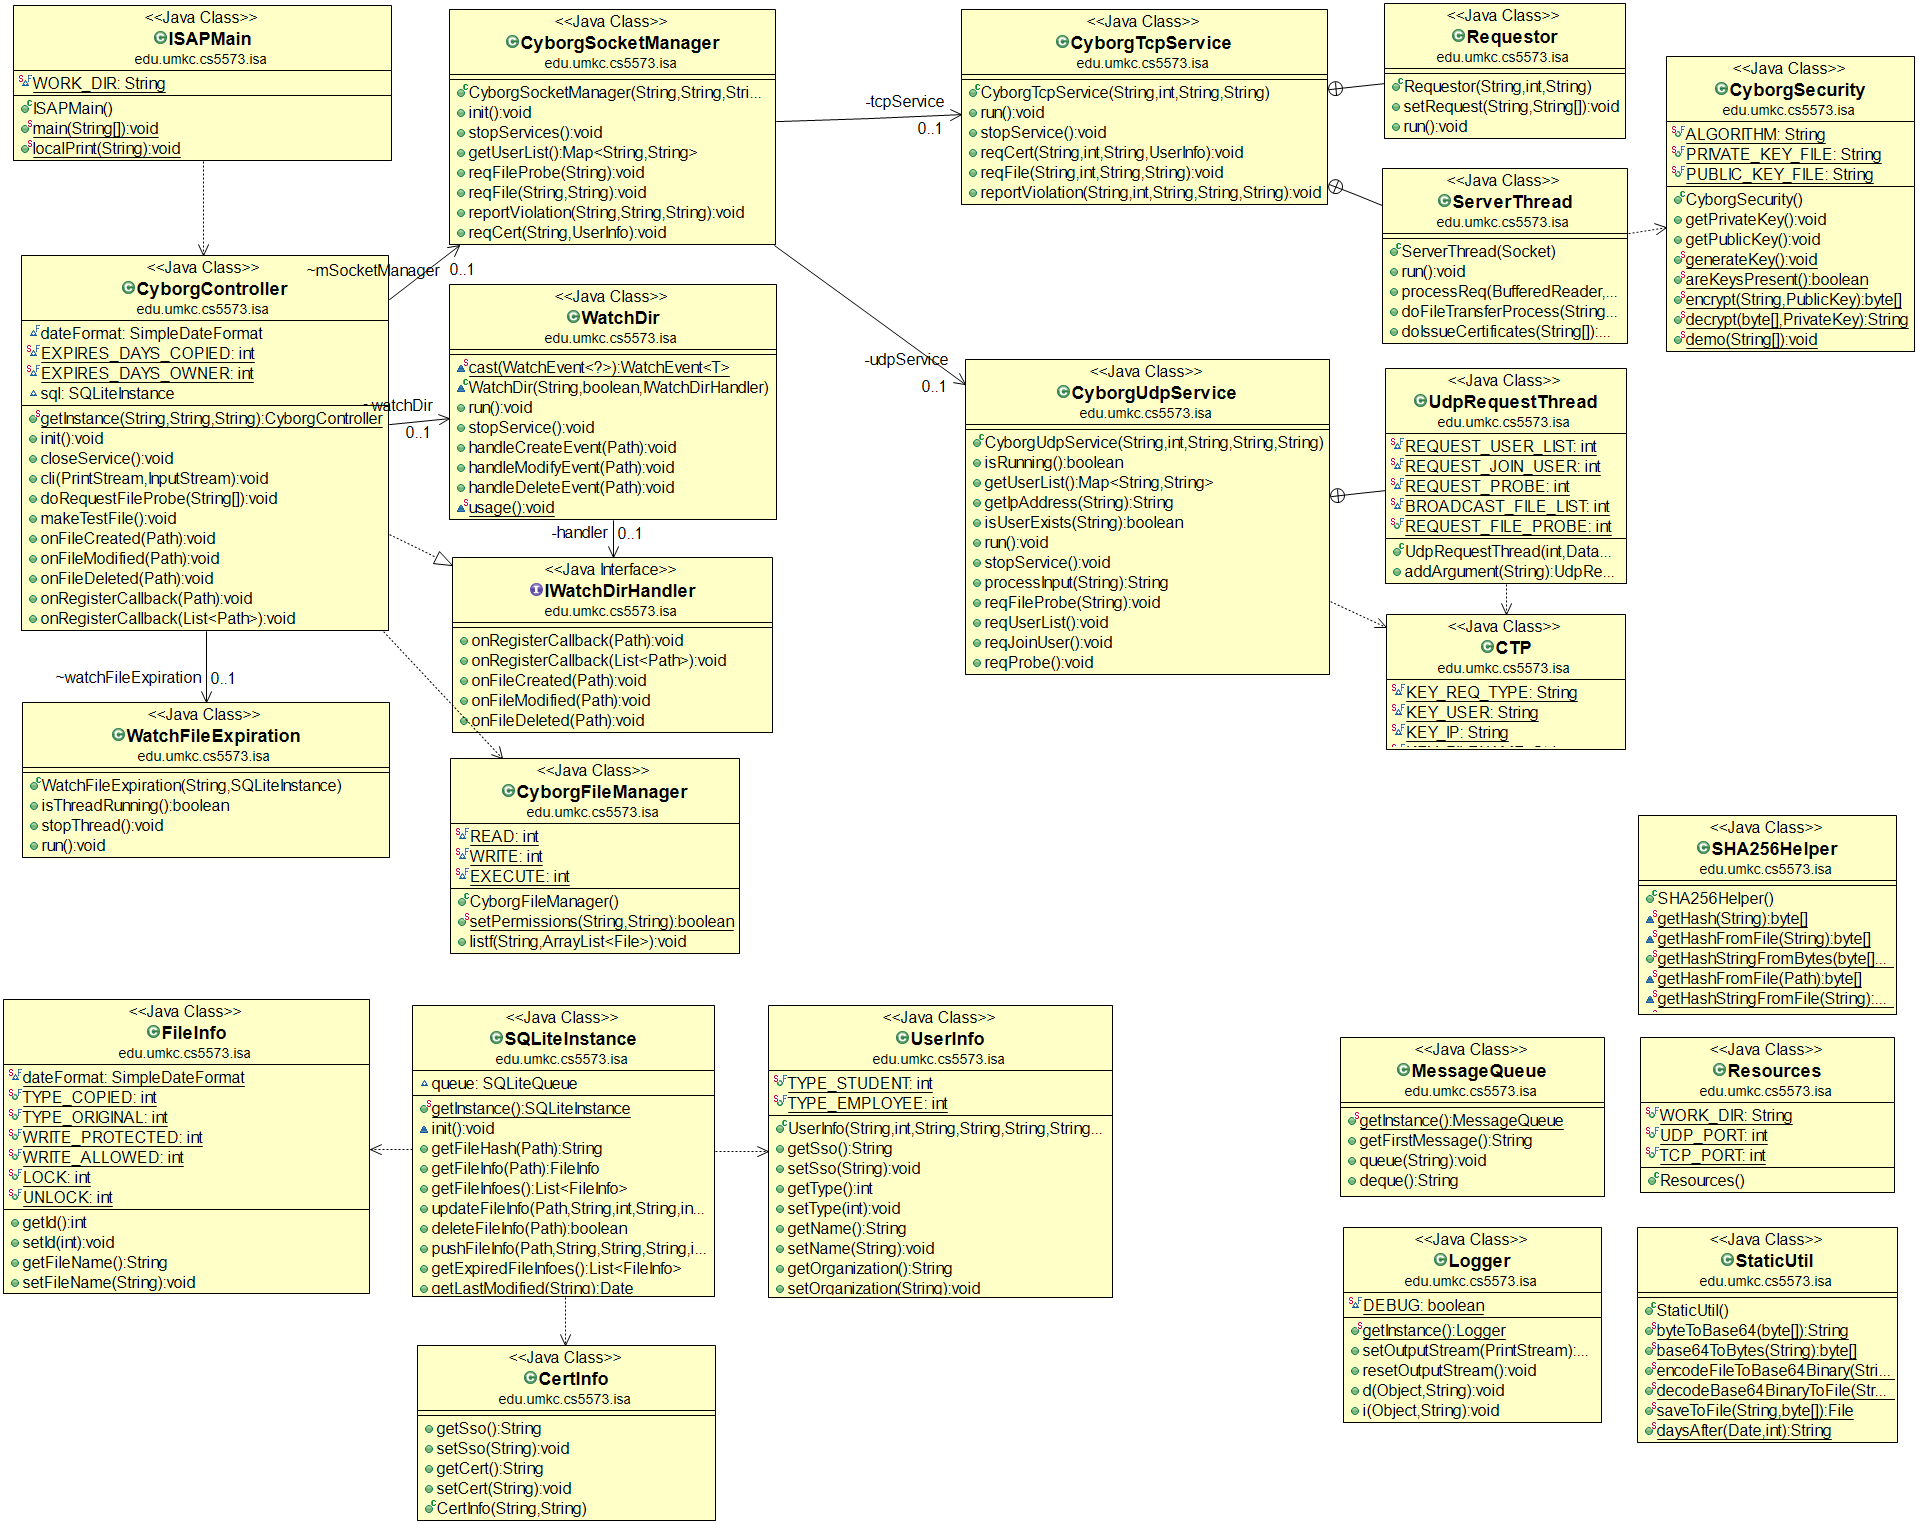 <<Java Class>>
ISAPMain
edu.umkc.cs5573.isa
WORK_DIR: String
ISAPMain()
main(String[]):void
localPrint(String):void
<<Java Class>>
CyborgSocketManager
edu.umkc.cs5573.isa
CyborgSocketManager(String,String,Stri...
init():void
stopServices():void
getUserList():Map<String,String>
reqFileProbe(String):void
reqFile(String,String):void
reportViolation(String,String,String):void
reqCert(String,UserInfo):void
-tcpService
0..1
<<Java Class>>
CyborgTcpService
edu.umkc.cs5573.isa
CyborgTcpService(String,int,String,String)
run():void
stopService():void
reqCert(String,int,String,UserInfo):void
reqFile(String,int,String,String):void
reportViolation(String,int,String,String,String):void
<<Java Class>>
Requestor
edu.umkc.cs5573.isa
Requestor(String,int,String)
setRequest(String,String[]):void
run():void
<<Java Class>>
CyborgSecurity
edu.umkc.cs5573.isa
ALGORITHM: String
PRIVATE_KEY_FILE: String
PUBLIC_KEY_FILE: String
CyborgSecurity()
getPrivateKey():void
getPublicKey():void
generateKey():void
areKeysPresent():boolean
encrypt(String,PublicKey):byte[]
decrypt(byte[],PrivateKey):String
demo(String[]):void
<<Java Class>>
ServerThread
edu.umkc.cs5573.isa
ServerThread(Socket)
run():void
processReq(BufferedReader,...
doFileTransferProcess(String...
doIssueCertificates(String[]):...
<<Java Class>>
CyborgController
edu.umkc.cs5573.isa
dateFormat: SimpleDateFormat
EXPIRES_DAYS_COPIED: int
EXPIRES_DAYS_OWNER: int
sql: SQLiteInstance
getInstance(String,String,String):CyborgController
init():void
closeService():void
cli(PrintStream,InputStream):void
doRequestFileProbe(String[]):void
makeTestFile():void
onFileCreated(Path):void
onFileModified(Path):void
onFileDeleted(Path):void
onRegisterCallback(Path):void
onRegisterCallback(List<Path>):void
~mSocketManager
0..1
-watchDir
0..1
<<Java Class>>
WatchDir
edu.umkc.cs5573.isa
cast(WatchEvent<?>):WatchEvent<T>
WatchDir(String,boolean,IWatchDirHandler)
run():void
stopService():void
handleCreateEvent(Path):void
handleModifyEvent(Path):void
handleDeleteEvent(Path):void
usage():void
-handler
0..1
-udpService
0..1
<<Java Class>>
CyborgUdpService
edu.umkc.cs5573.isa
CyborgUdpService(String,int,String,String,String)
isRunning():boolean
getUserList():Map<String,String>
getIpAddress(String):String
isUserExists(String):boolean
run():void
stopService():void
processInput(String):String
reqFileProbe(String):void
reqUserList():void
reqJoinUser():void
reqProbe():void
<<Java Class>>
UdpRequestThread
edu.umkc.cs5573.isa
REQUEST_USER_LIST: int
REQUEST_JOIN_USER: int
REQUEST_PROBE: int
BROADCAST_FILE_LIST: int
REQUEST_FILE_PROBE: int
UdpRequestThread(int,Data...
addArgument(String):UdpRe...
<<Java Class>>
CTP
edu.umkc.cs5573.isa
KEY_REQ_TYPE: String
KEY_USER: String
KEY_IP: String
<<Java Interface>>
IWatchDirHandler
edu.umkc.cs5573.isa
onRegisterCallback(Path):void
onRegisterCallback(List<Path>):void
onFileCreated(Path):void
onFileModified(Path):void
onFileDeleted(Path):void
~watchFileExpiration
0..1
<<Java Class>>
WatchFileExpiration
edu.umkc.cs5573.isa
WatchFileExpiration(String,SQLiteInstance)
isThreadRunning():boolean
stopThread():void
run():void
<<Java Class>>
CyborgFileManager
edu.umkc.cs5573.isa
READ: int
WRITE: int
EXECUTE: int
CyborgFileManager()
setPermissions(String,String):boolean
listf(String,ArrayList<File>):void
<<Java Class>>
SHA256Helper
edu.umkc.cs5573.isa
SHA256Helper()
getHash(String):byte[]
getHashFromFile(String):byte[]
getHashStringFromBytes(byte[]...
getHashFromFile(Path):byte[]
getHashStringFromFile(String):...
<<Java Class>>
FileInfo
edu.umkc.cs5573.isa
dateFormat: SimpleDateFormat
TYPE_COPIED: int
TYPE_ORIGINAL: int
WRITE_PROTECTED: int
WRITE_ALLOWED: int
LOCK: int
UNLOCK: int
getId():int
setId(int):void
getFileName():String
setFileName(String):void
<<Java Class>>
SQLiteInstance
edu.umkc.cs5573.isa
queue: SQLiteQueue
getInstance():SQLiteInstance
init():void
getFileHash(Path):String
getFileInfo(Path):FileInfo
getFileInfoes():List<FileInfo>
updateFileInfo(Path,String,int,String,in...
deleteFileInfo(Path):boolean
pushFileInfo(Path,String,String,String,i...
getExpiredFileInfoes():List<FileInfo>
getLastModified(String):Date
<<Java Class>>
UserInfo
edu.umkc.cs5573.isa
TYPE_STUDENT: int
TYPE_EMPLOYEE: int
UserInfo(String,int,String,String,String,String...
getSso():String
setSso(String):void
getType():int
setType(int):void
getName():String
setName(String):void
getOrganization():String
setOrganization(String):void
<<Java Class>>
MessageQueue
edu.umkc.cs5573.isa
getInstance():MessageQueue
getFirstMessage():String
queue(String):void
deque():String
<<Java Class>>
Resources
edu.umkc.cs5573.isa
WORK_DIR: String
UDP_PORT: int
TCP_PORT: int
Resources()
<<Java Class>>
Logger
edu.umkc.cs5573.isa
DEBUG: boolean
getInstance():Logger
setOutputStream(PrintStream):...
resetOutputStream():void
d(Object,String):void
i(Object,String):void
<<Java Class>>
StaticUtil
edu.umkc.cs5573.isa
StaticUtil()
byteToBase64(byte[]):String
base64ToBytes(String):byte[]
encodeFileToBase64Binary(Stri...
decodeBase64BinaryToFile(Str...
saveToFile(String,byte[]):File
daysAfter(Date,int):String
<<Java Class>>
CertInfo
edu.umkc.cs5573.isa
getSso():String
setSso(String):void
getCert():String
setCert(String):void
CertInfo(String,String)